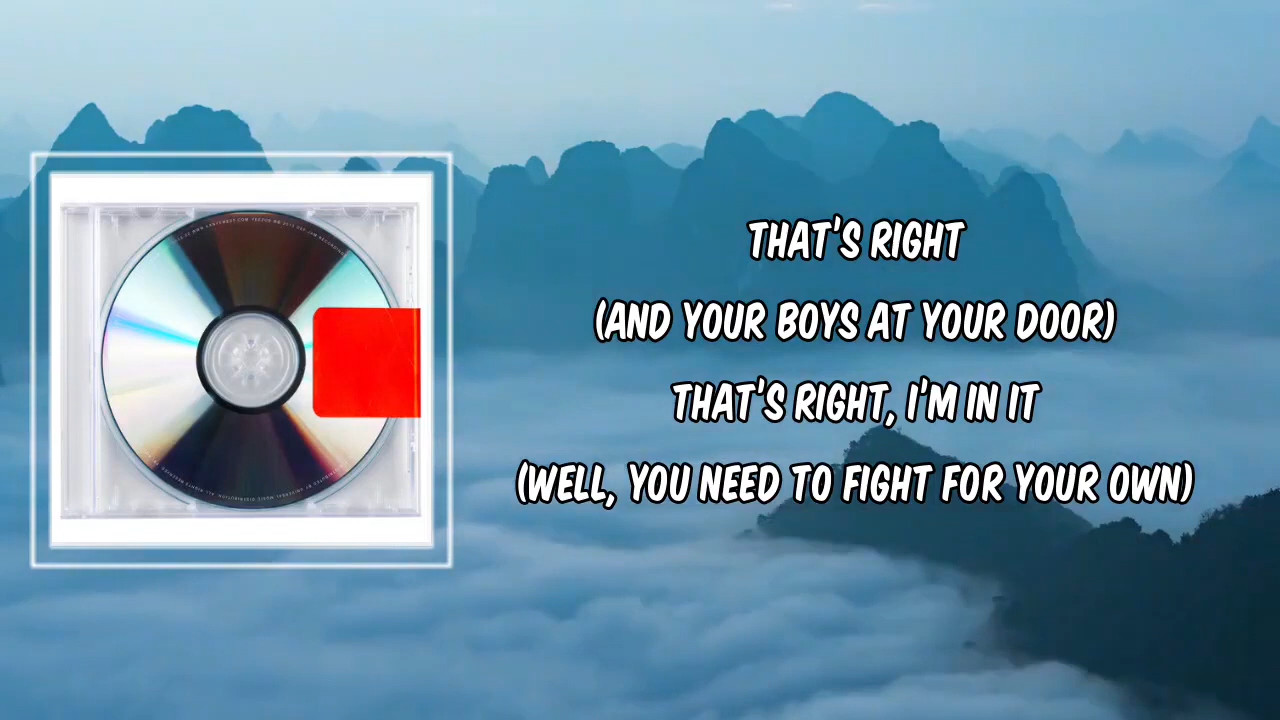 THAT'S RIGHT
(AND YOUR BOYS AT YOUR DOOR)
THAT'S RIGHT, I'M IN IT
(WELL, YOU NEED TO FIGHT FOR YOUR OWN)